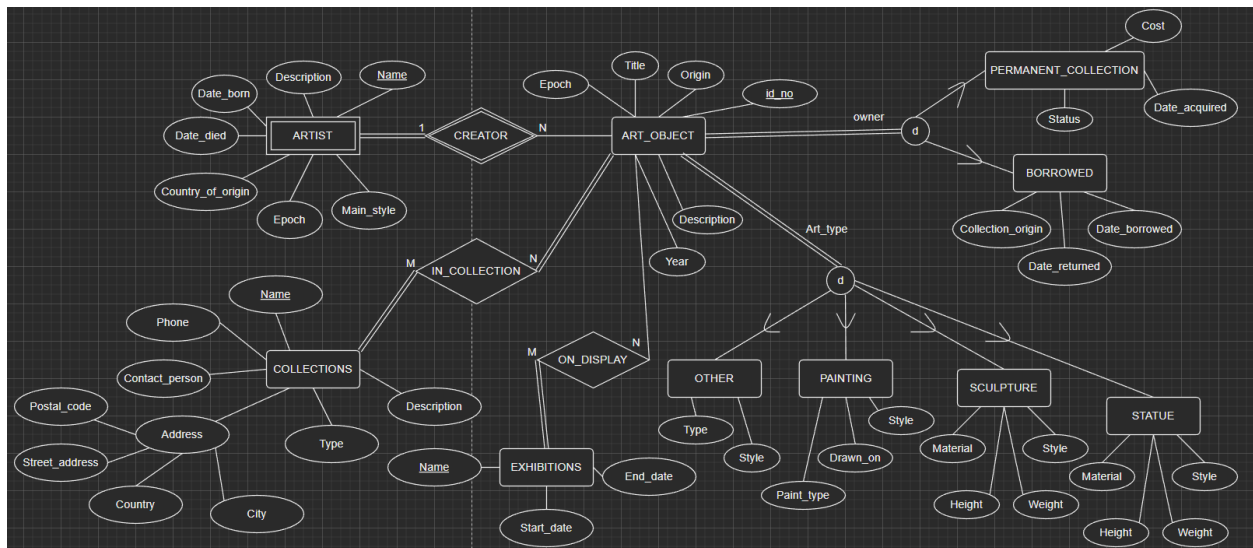 Cost
Title
Description
Name
Epoch
Origin
PERMANENT_COLLECTION
Date_born
id_no
Date_acquired
owner
Status
Date_died
ARTIST
1
CREATOR
N
ART_OBJECT
d
BORROWED
Country_of_origin
Epoch
Main_style
Description
Collection_origin
Date_borrowed
Art_type
Year
Date_returned
M
IN_COLLECTION
N
d
Name
Phone
M
ON_DISPLAY
N
COLLECTIONS
Contact_person
OTHER
PAINTING
SCULPTURE
Postal_code
Description
STATUE
Address
Type
Type
Style
Style
Drawn_on
Material
Style
Street_address
Name
EXHIBITIONS
End_date
Paint_type
Material
Style
Country
City
Height
Weight
Start_date
Height
Weight